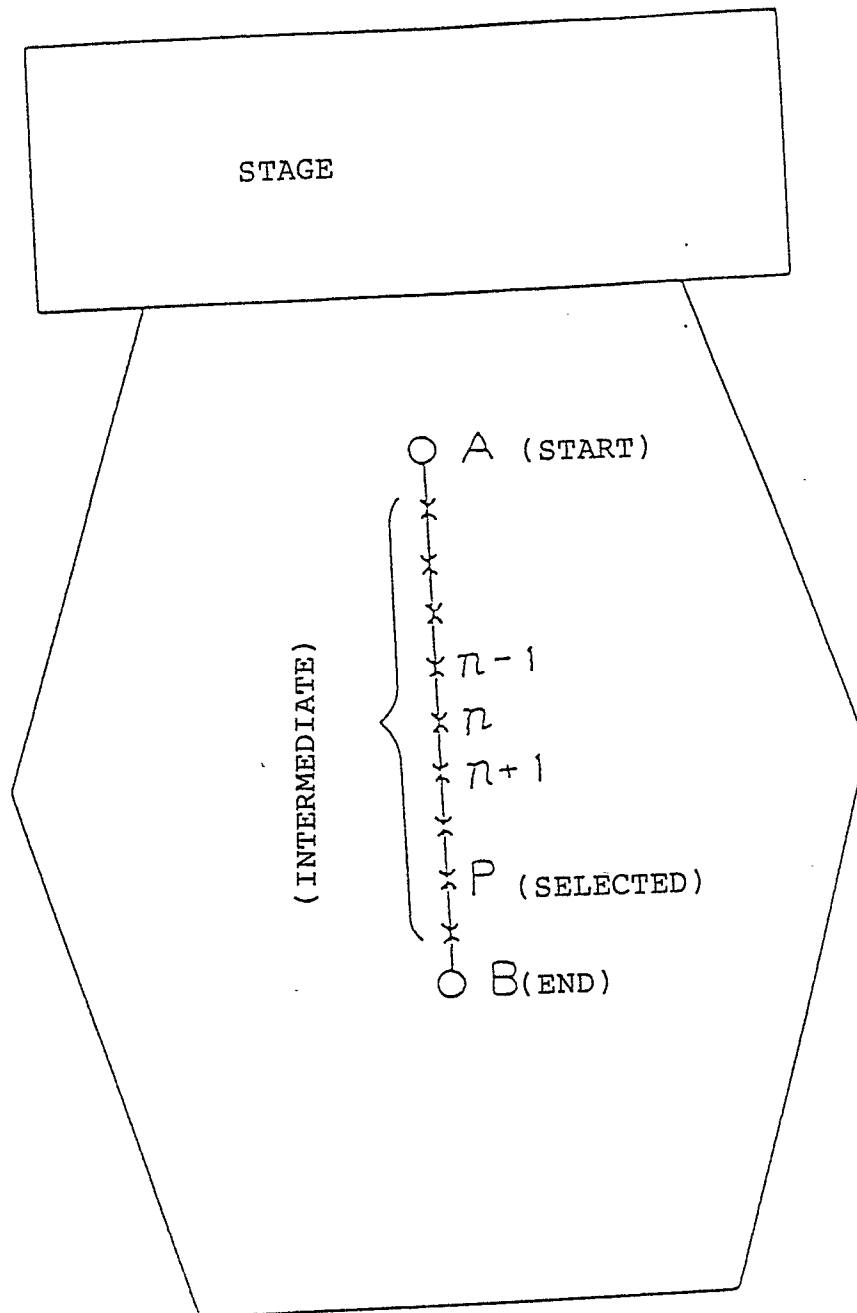 STAGE
A (START)
n-1
n
n+1
(INTERMEDIATE)
P (SELECTED)
B(END)